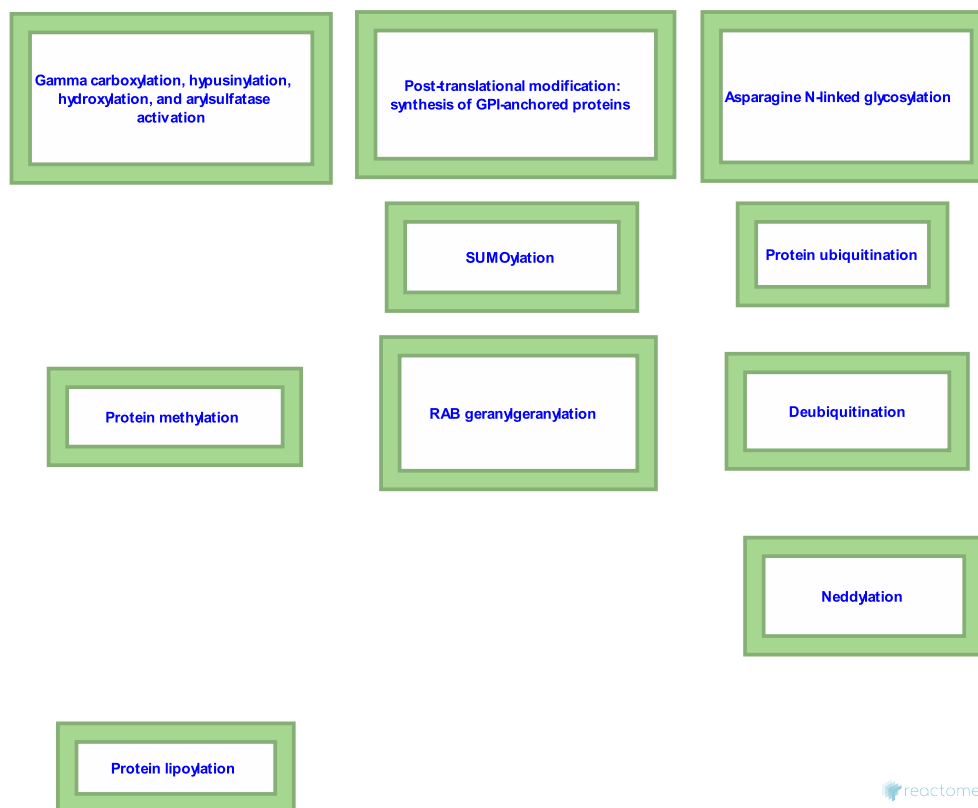 Gamma carboxylation, hypusinylation,
hydroxylation, and arylsulfatase
activation
Post-translational modification:
synthesis of GPI-anchored proteins
Asparagine N-linked glycosylation
SUMOylation
Protein ubiquitination
Protein methylation
RAB geranylgeranylation
Deubiquitination
Neddylation
Protein lipoylation
reactome